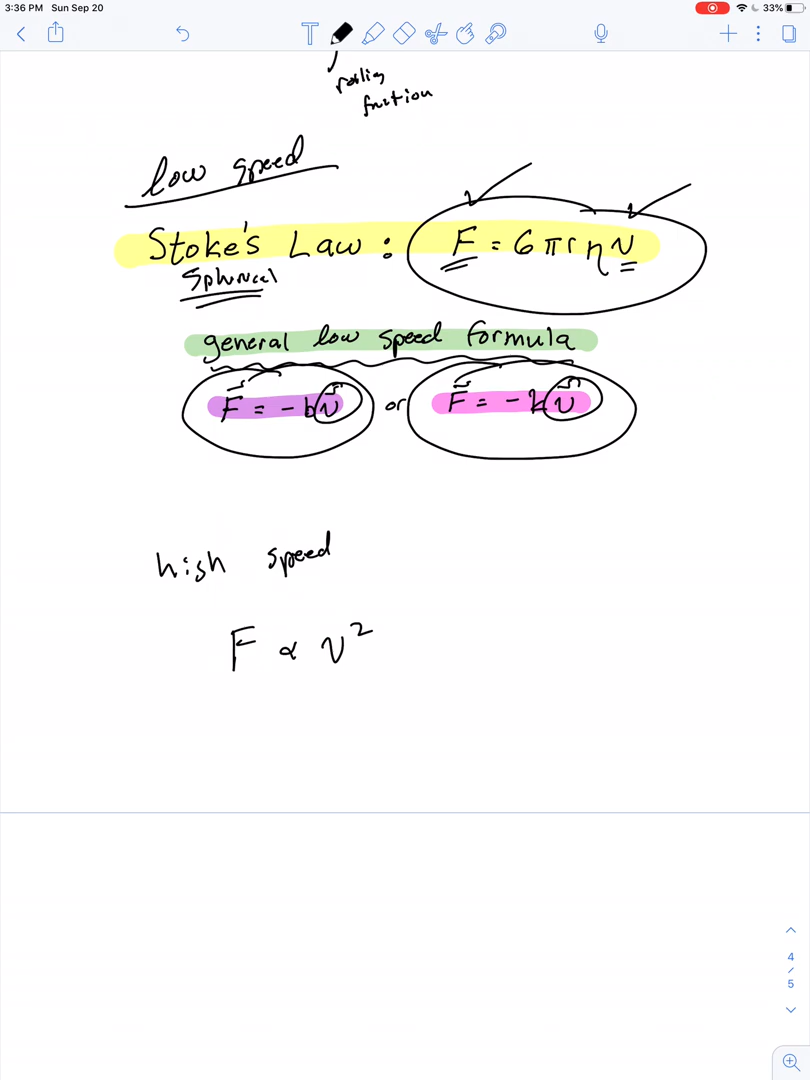 3:36 PM Sun Sep 20
33%
T
rolling
friction
low speed
Stoke's Law : F = 6πrηv
Spherical
general low speed formula
F⃗ = -bv⃗ or F⃗ = -kv⃗
high speed
F ∝ v²
4
/
5